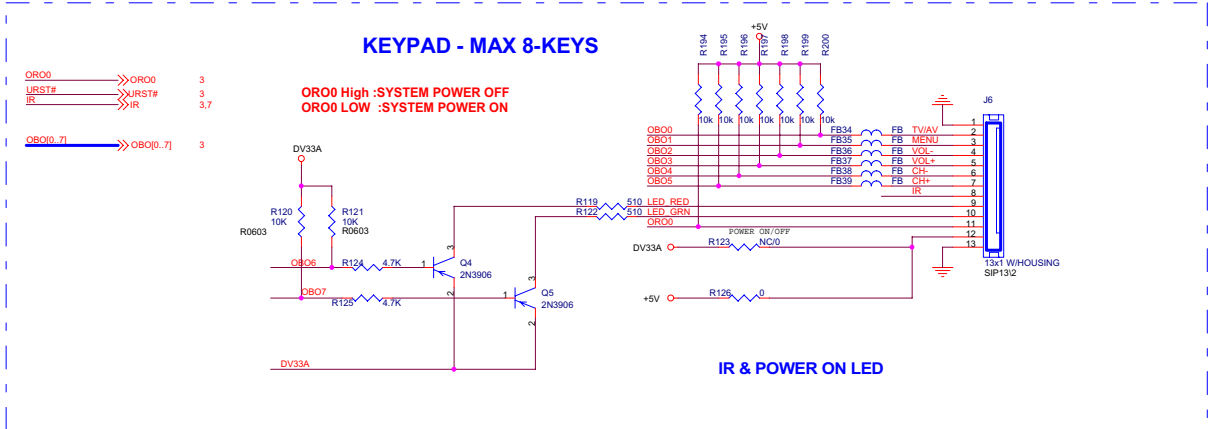 KEYPAD - MAX 8-KEYS
+5V
R194 R195 R196 R197 R198 R199 R200
10k 10k 10k 10k 10k 10k 10k
ORO0 ORO0 3
URST# URST# 3
IR IR 3,7
OBO[0..7] OBO[0..7] 3
ORO0 High :SYSTEM POWER OFF
ORO0 LOW :SYSTEM POWER ON
J6
1
OBO0 FB34 FB TV/AV 2
OBO1 FB35 FB MENU 3
OBO2 FB36 FB VOL- 4
OBO3 FB37 FB VOL+ 5
OBO4 FB38 FB CH- 6
OBO5 FB39 FB CH+ 7
IR 8
R119 510 LED_RED 9
R122 510 LED_GRN 10
ORO0 11
12
13
13x1 W/HOUSING
SIP13\2
POWER ON/OFF
DV33A R123 NC/0
+5V R126 0
DV33A
R120 R121
10K 10K
R0603 R0603
OBO6 R124 4.7K 1 3 2 Q4
2N3906
OBO7 R125 4.7K 1 3 2 Q5
2N3906
DV33A
IR & POWER ON LED